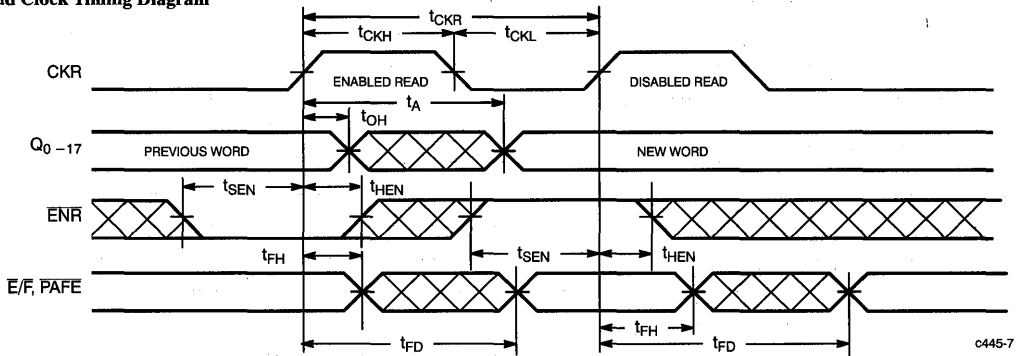 ad Clock Timing Diagram
tCKR
tCKH
tCKL
CKR
ENABLED READ
DISABLED READ
tA
tOH
Q0 –17
PREVIOUS WORD
NEW WORD
tSEN
tHEN
ENR
tFH
tSEN
tHEN
E/F, PAFE
tFH
tFD
tFD
c445-7